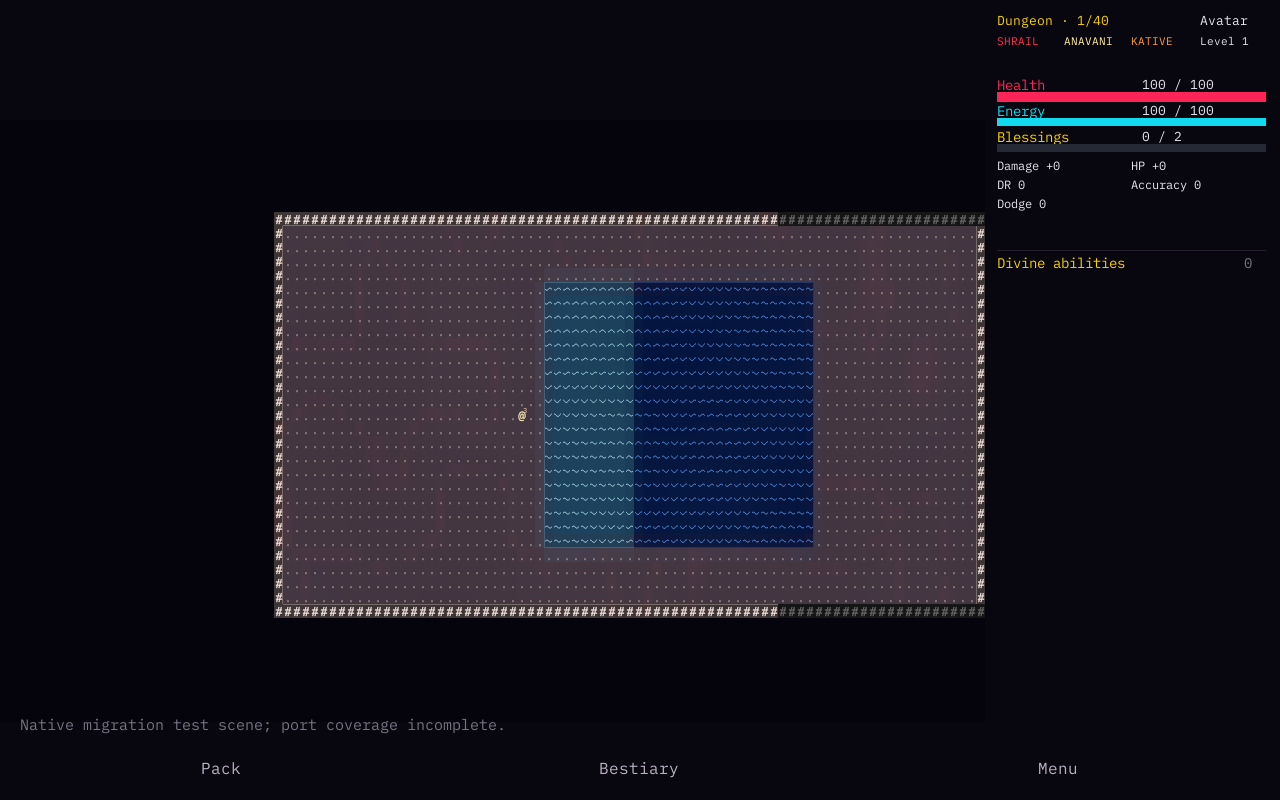 Dungeon · 1/40 Avatar
SHRAIL ANAVANI KATIVE Level 1
Health 100 / 100
Energy 100 / 100
Blessings 0 / 2
Damage +0 HP +0
DR 0 Accuracy 0
Dodge 0
Divine abilities 0
@
Native migration test scene; port coverage incomplete.
Pack Bestiary Menu